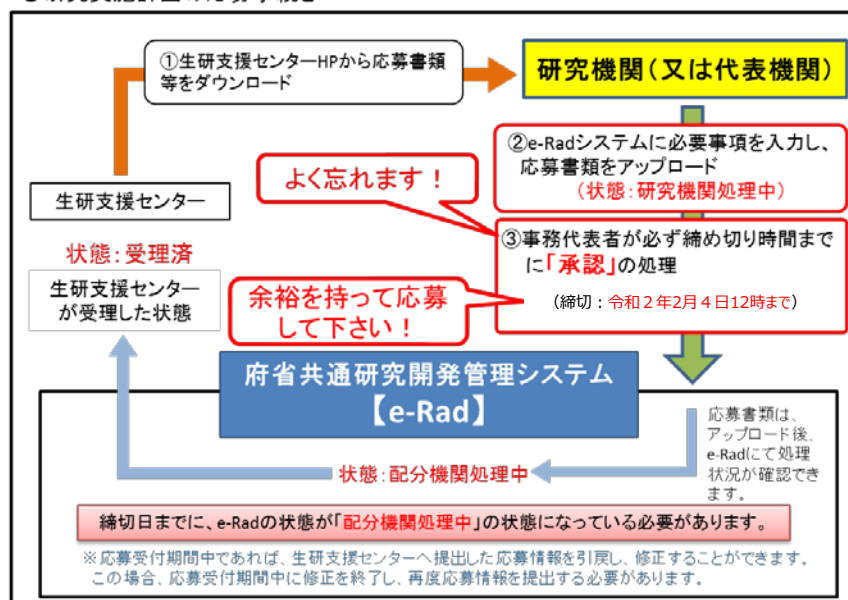 ①生研支援センターHPから応募書類
等をダウンロード
研究機関（又は代表機関）
②e-Radシステムに必要事項を入力し、
応募書類をアップロード
（状態：研究機関処理中）
よく忘れます！
生研支援センター
③事務代表者が必ず締め切り時間まで
に「承認」の処理
（締切：令和２年2月４日12時まで）
状態：受理済
生研支援センター
が受理した状態
余裕を持って応募
して下さい！
府省共通研究開発管理システム
【e-Rad】
応募書類は、
アップロード後、
e-Radにて処理
状況が確認でき
ます。
状態：配分機関処理中
締切日までに、e-Radの状態が「配分機関処理中」の状態になっている必要があります。
※応募受付期間中であれば、生研支援センターへ提出した応募情報を引戻し、修正することができます。
この場合、応募受付期間中に修正を終了し、再度応募情報を提出する必要があります。